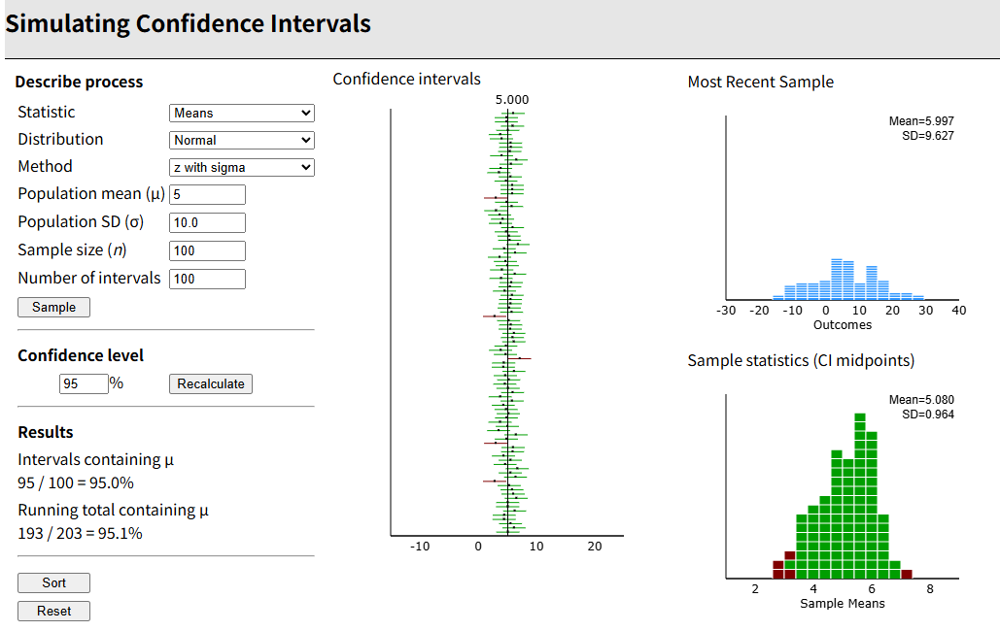 Simulating Confidence Intervals
Describe process
Statistic Means
Distribution Normal
Method z with sigma
Population mean (μ) 5
Population SD (σ) 10.0
Sample size (n) 100
Number of intervals 100
Sample
Confidence level
95 % Recalculate
Results
Intervals containing μ
95 / 100 = 95.0%
Running total containing μ
193 / 203 = 95.1%
Sort
Reset
Confidence intervals
5.000
-10 0 10 20
Most Recent Sample
Mean=5.997
SD=9.627
-30 -20 -10 0 10 20 30 40
Outcomes
Sample statistics (CI midpoints)
Mean=5.080
SD=0.964
2 4 6 8
Sample Means